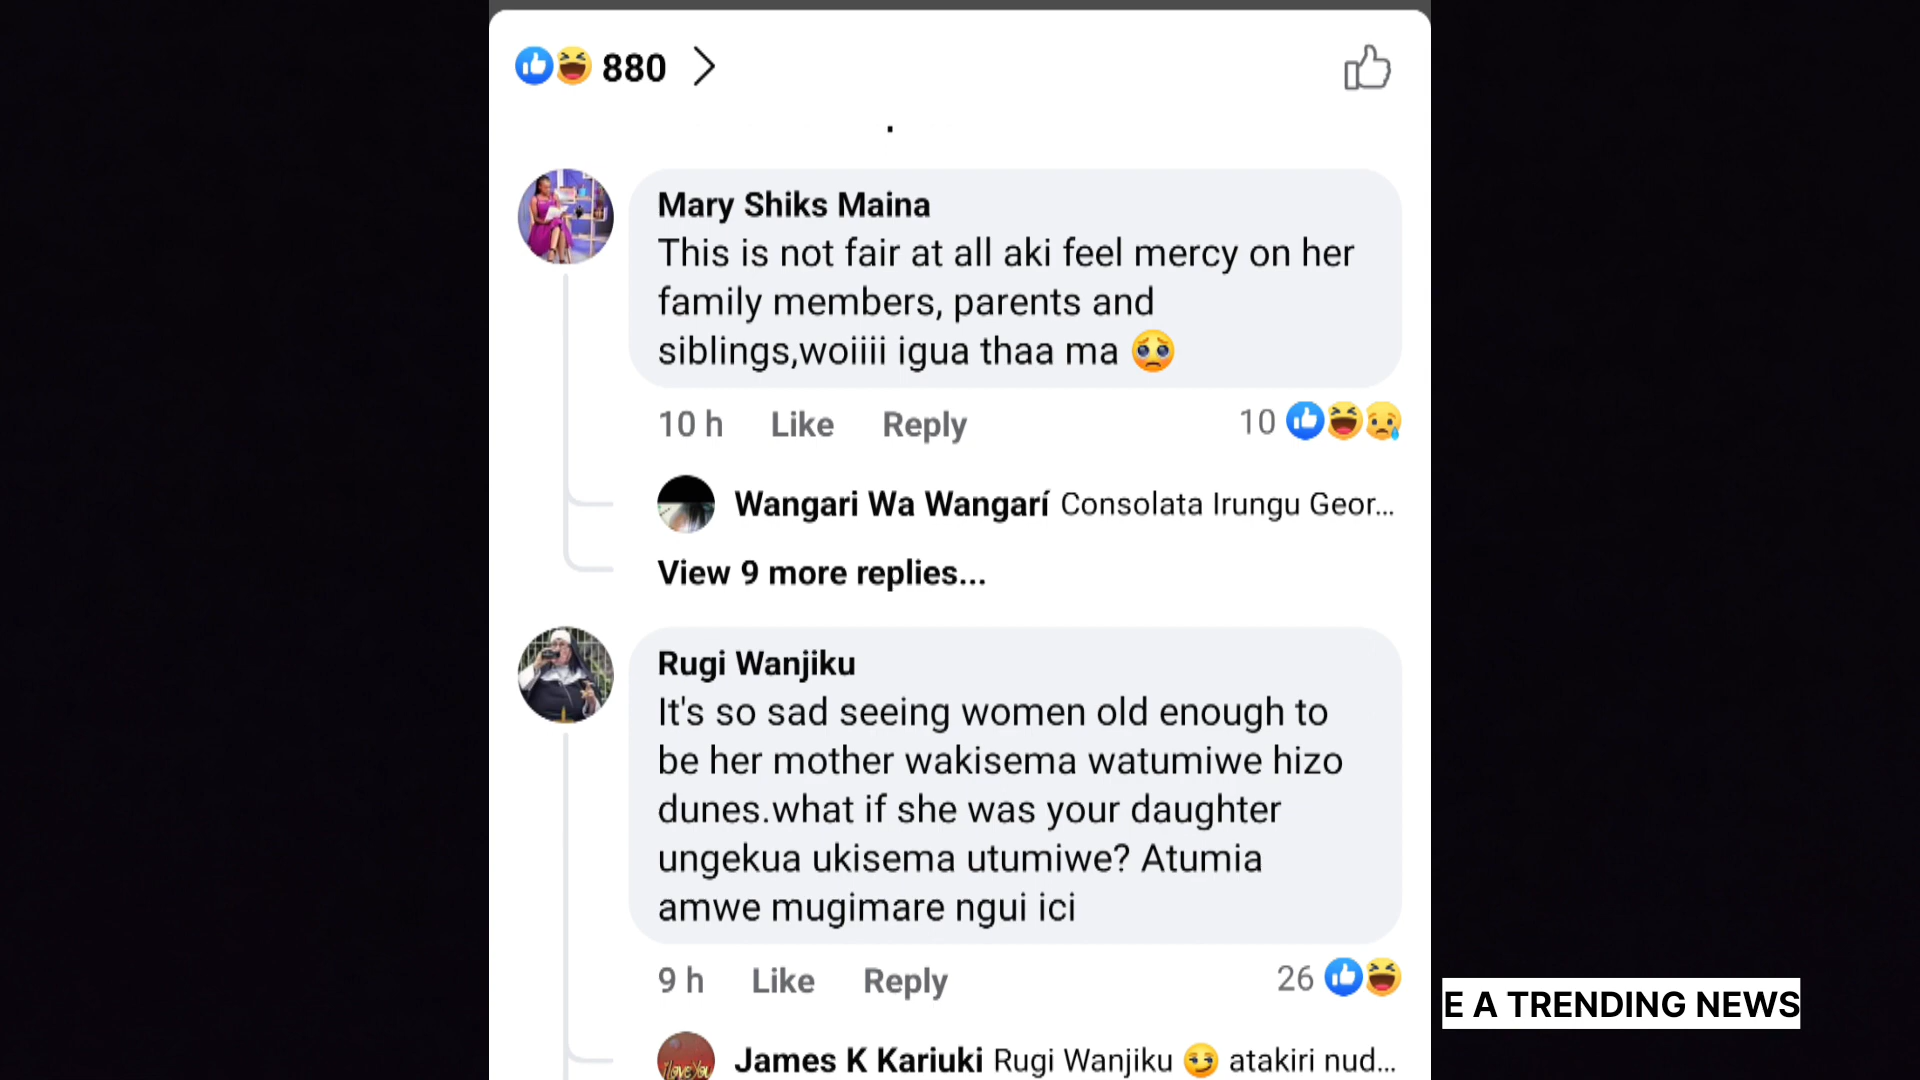 880
Mary Shiks Maina
This is not fair at all aki feel mercy on her
family members, parents and
siblings,woiiii igua thaa ma 🥺
10 h Like Reply 10
Wangari Wa Wangarí Consolata Irungu Geor...
View 9 more replies...
Rugi Wanjiku
It's so sad seeing women old enough to
be her mother wakisema watumiwe hizo
dunes.what if she was your daughter
ungekua ukisema utumiwe? Atumia
amwe mugimare ngui ici
9 h Like Reply 26
James K Kariuki Rugi Wanjiku 😏 atakiri nud...
E A TRENDING NEWS